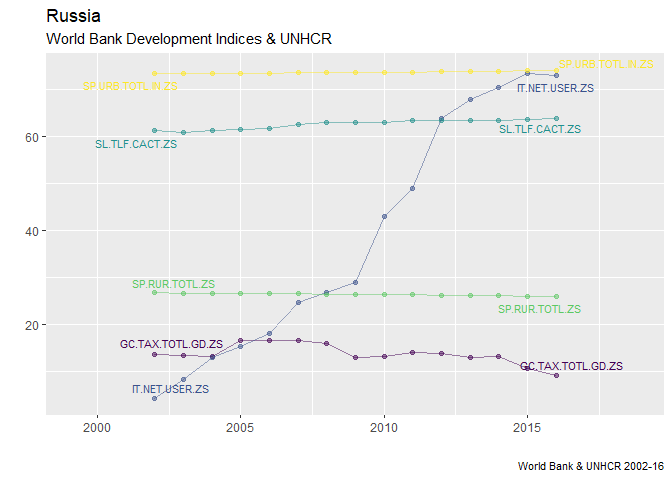 Russia
World Bank Development Indices & UNHCR
SP.URB.TOTL.IN.ZS
SP.URB.TOTL.IN.ZS
IT.NET.USER.ZS
60
SL.TLF.CACT.ZS
SL.TLF.CACT.ZS
40
SP.RUR.TOTL.ZS
SP.RUR.TOTL.ZS
20
GC.TAX.TOTL.GD.ZS
GC.TAX.TOTL.GD.ZS
IT.NET.USER.ZS
2000 2005 2010 2015
World Bank & UNHCR 2002-16